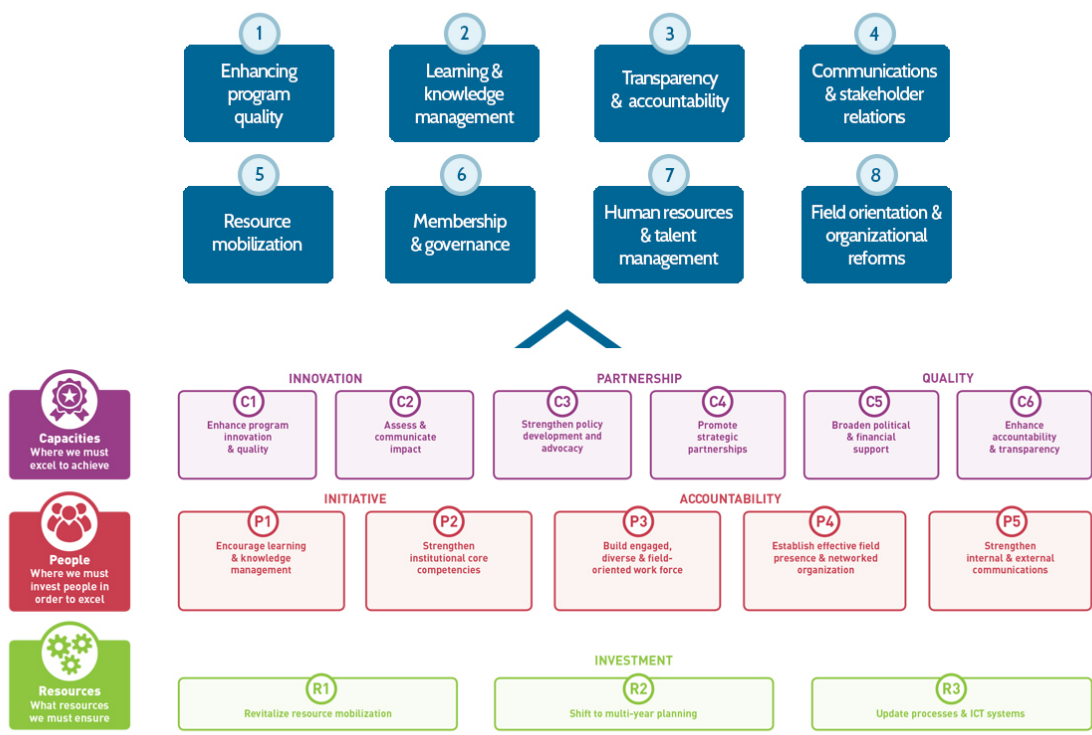 1
Enhancing
program
quality
2
Learning &
knowledge
management
3
Transparency
& accountability
4
Communications
& stakeholder
relations
5
Resource
mobilization
6
Membership
& governance
7
Human resources
& talent
management
8
Field orientation &
organizational
reforms
Capacities
Where we must
excel to achieve
INNOVATION
PARTNERSHIP
QUALITY
C1
Enhance program
innovation
& quality
C2
Assess &
communicate
impact
C3
Strengthen policy
development and
advocacy
C4
Promote
strategic
partnerships
C5
Broaden political
& financial
support
C6
Enhance
accountability
& transparency
People
Where we must
invest people in
order to excel
INITIATIVE
ACCOUNTABILITY
P1
Encourage learning
& knowledge
management
P2
Strengthen
institutional core
competencies
P3
Build engaged,
diverse & field-
oriented work force
P4
Establish effective field
presence & networked
organization
P5
Strengthen
internal & external
communications
Resources
What resources
we must ensure
INVESTMENT
R1
Revitalize resource mobilization
R2
Shift to multi-year planning
R3
Update processes & ICT systems